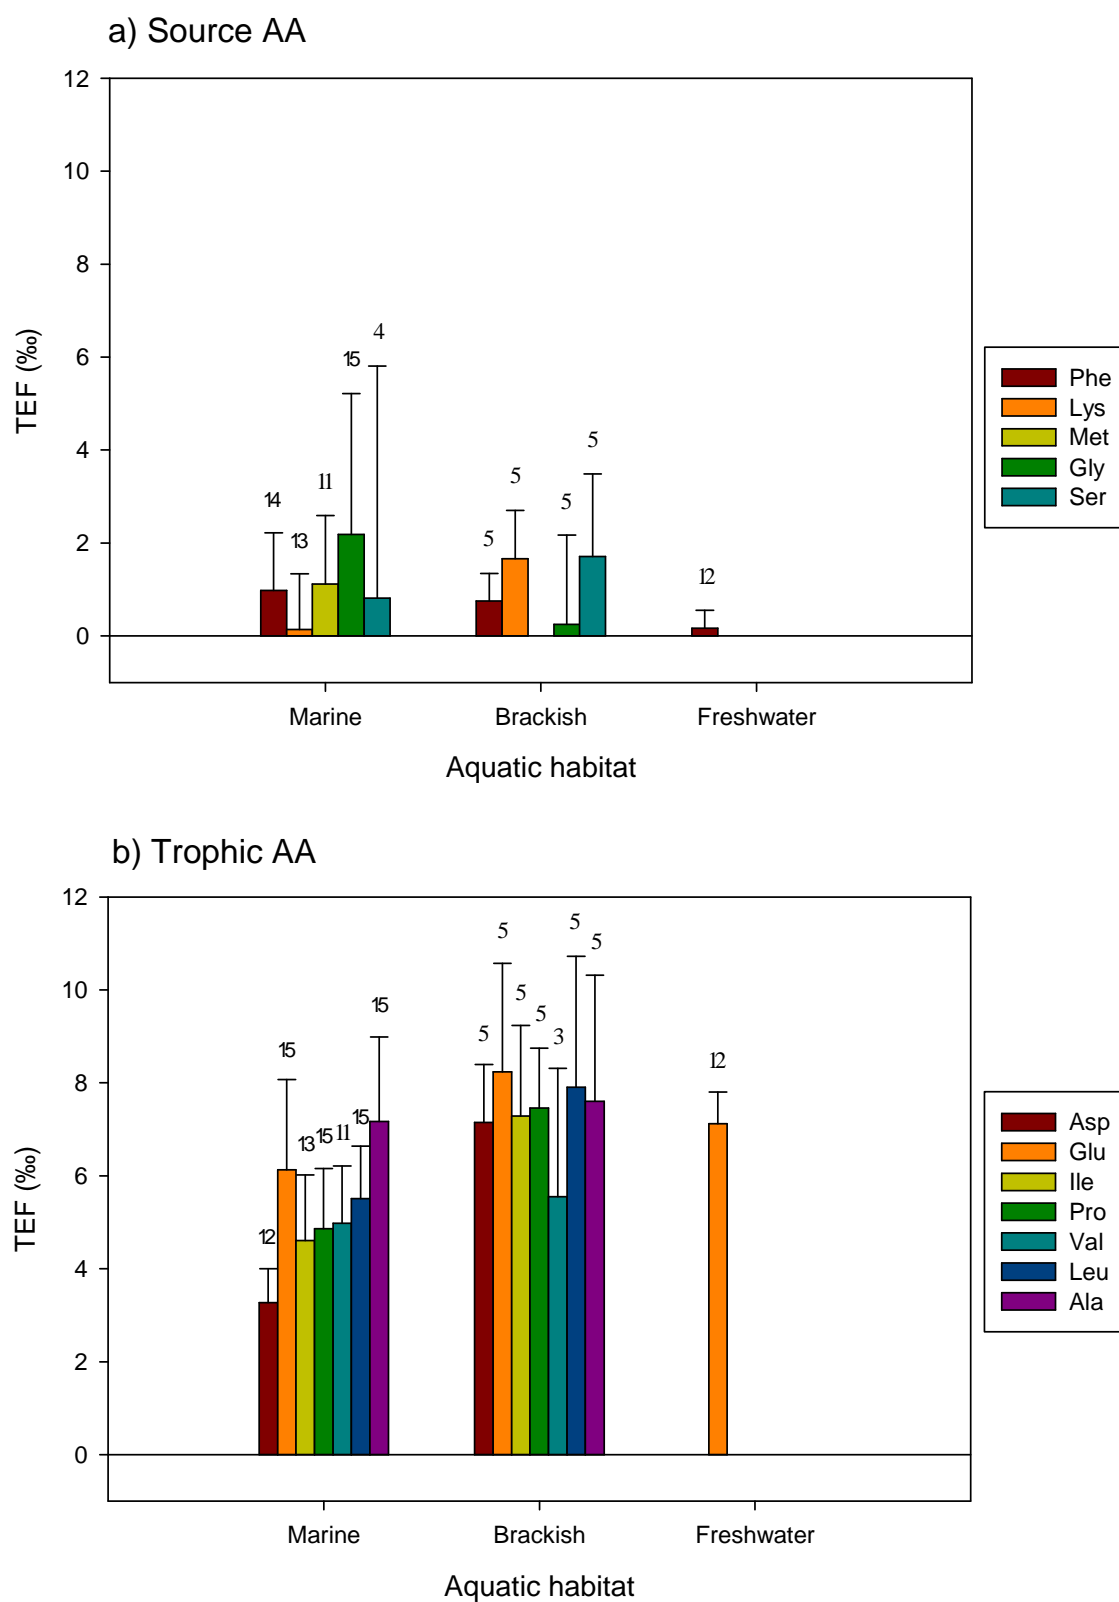 a) Source AA
12
10
8
6
4
2
0
TEF (‰)
14
13
11
15
4
5
5
5
5
12
Marine
Brackish
Freshwater
Aquatic habitat
Phe
Lys
Met
Gly
Ser
b) Trophic AA
12
10
8
6
4
2
0
TEF (‰)
12
15
13
15
11
15
15
5
5
5
5
3
5
5
12
Marine
Brackish
Freshwater
Aquatic habitat
Asp
Glu
Ile
Pro
Val
Leu
Ala